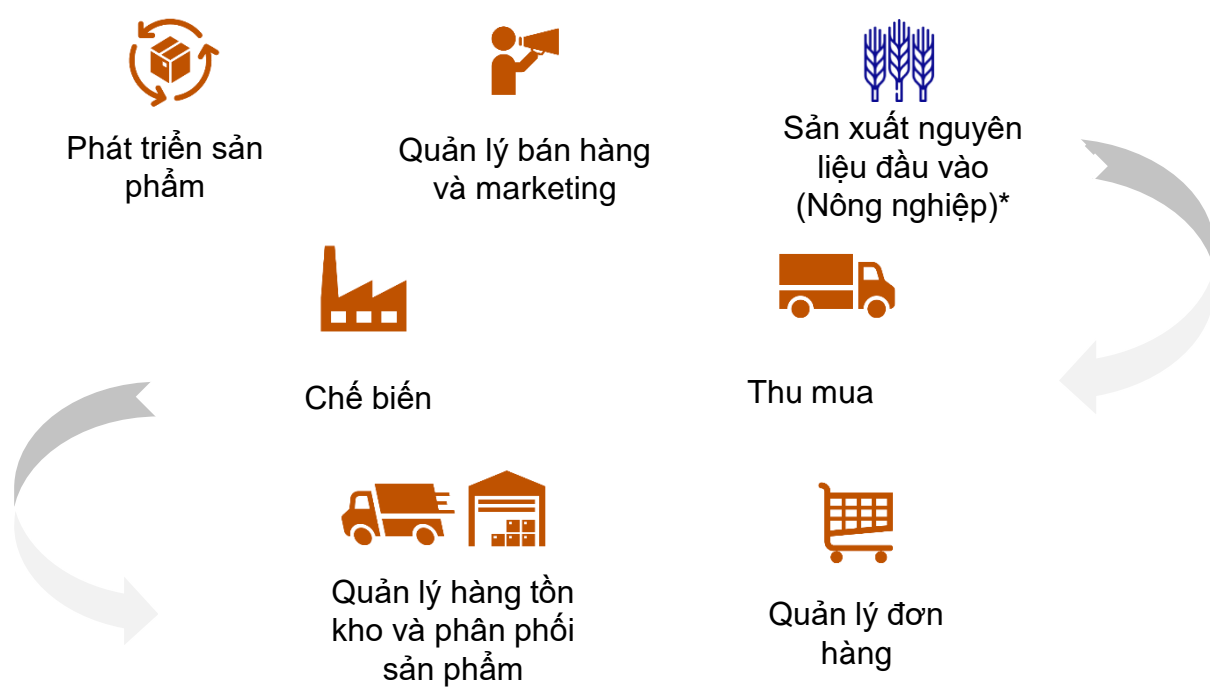 Phát triển sản
phẩm
Quản lý bán hàng
và marketing
Sản xuất nguyên
liệu đầu vào
(Nông nghiệp)*
Thu mua
Chế biến
Quản lý hàng tồn
kho và phân phối
sản phẩm
Quản lý đơn
hàng